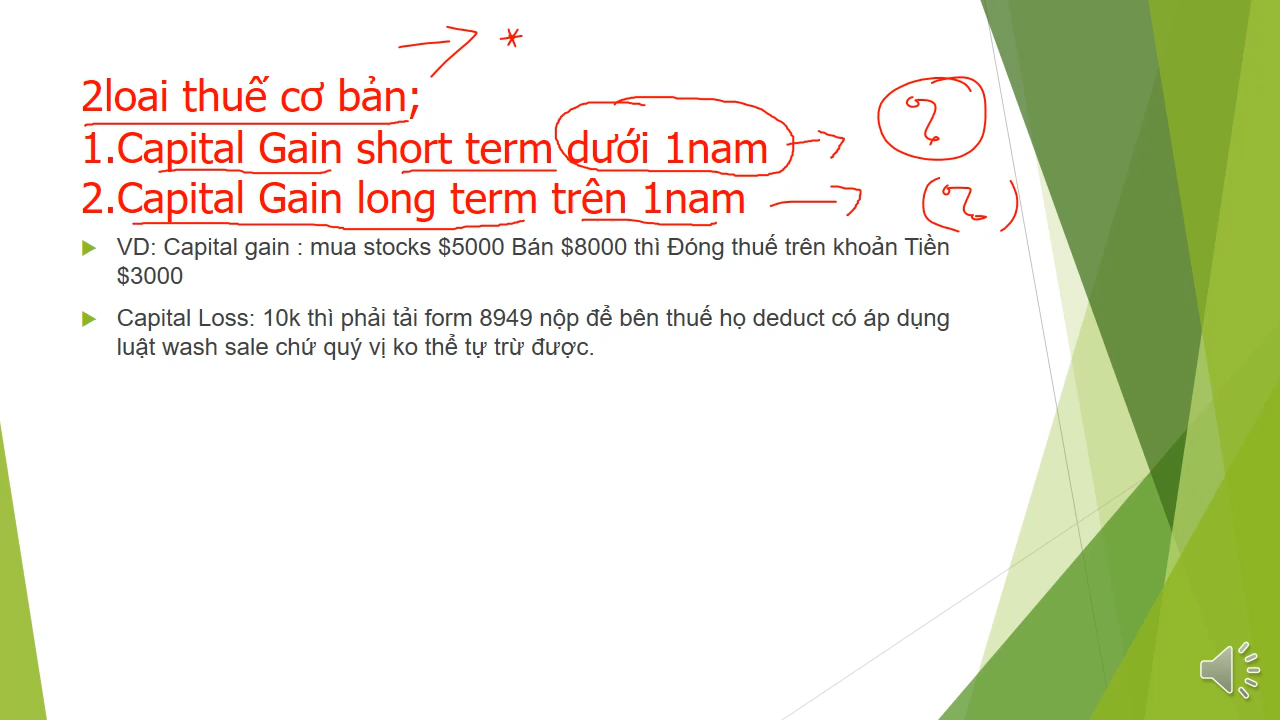 2loai thuế cơ bản;
1.Capital Gain short term dưới 1nam
2.Capital Gain long term trên 1nam
VD: Capital gain : mua stocks $5000 Bán $8000 thì Đóng thuế trên khoản Tiền
$3000
Capital Loss: 10k thì phải tải form 8949 nộp để bên thuế họ deduct có áp dụng
luật wash sale chứ quý vị ko thể tự trừ được.